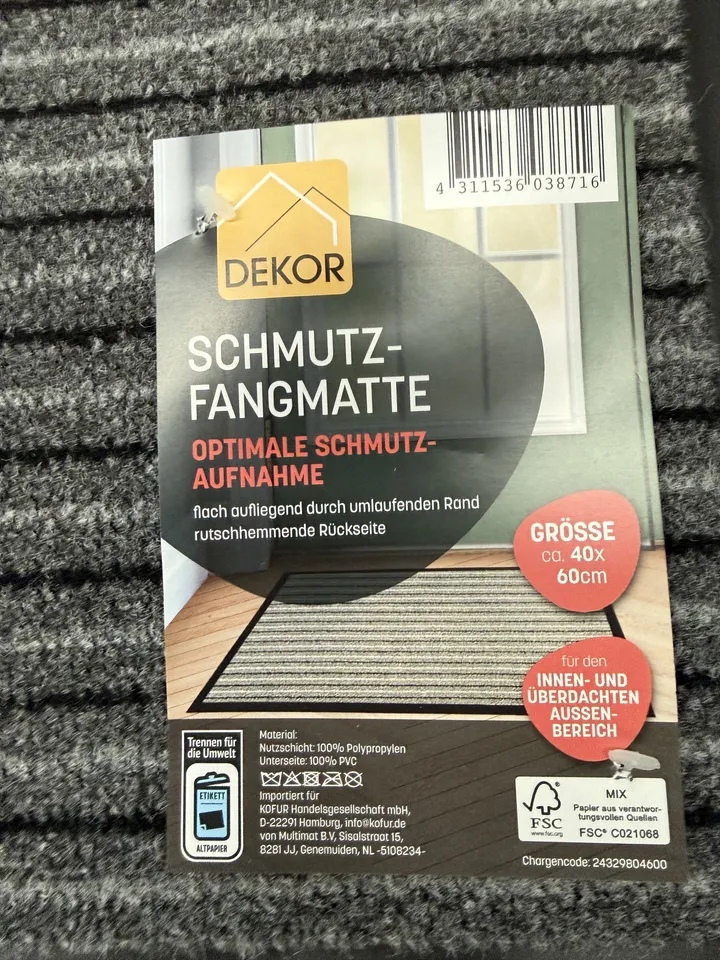 4 311536 038716
DEKOR
SCHMUTZ-
FANGMATTE
OPTIMALE SCHMUTZ-
AUFNAHME
flach aufliegend durch umlaufenden Rand
rutschhemmende Rückseite
GRÖSSE
ca. 40x
60cm
für den
INNEN- UND
ÜBERDACHTEN
AUSSEN-
BEREICH
Trennen für
die Umwelt
ETIKETT
ALTPAPIER
Material:
Nutzschicht: 100% Polypropylen
Unterseite: 100% PVC
Importiert für
KOFUR Handelsgesellschaft mbH,
D-22291 Hamburg, info@kofur.de
von Multimat B.V, Sisalstraat 15,
8281 JJ, Genemuiden, NL -5108234-
FSC
www.fsc.org
MIX
Papier aus verantwor-
tungsvollen Quellen
FSC® C021068
Chargencode: 24329804600